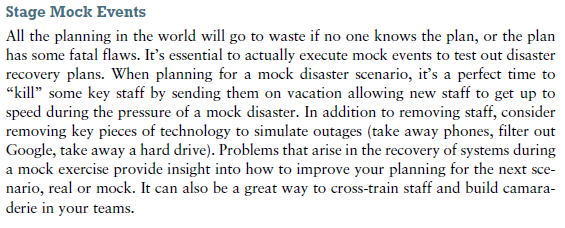 Stage Mock Events
All the planning in the world will go to waste if no one knows the plan, or the plan
has some fatal flaws. It’s essential to actually execute mock events to test out disaster
recovery plans. When planning for a mock disaster scenario, it’s a perfect time to
“kill” some key staff by sending them on vacation allowing new staff to get up to
speed during the pressure of a mock disaster. In addition to removing staff, consider
removing key pieces of technology to simulate outages (take away phones, filter out
Google, take away a hard drive). Problems that arise in the recovery of systems during
a mock exercise provide insight into how to improve your planning for the next sce-
nario, real or mock. It can also be a great way to cross-train staff and build camara-
derie in your teams.